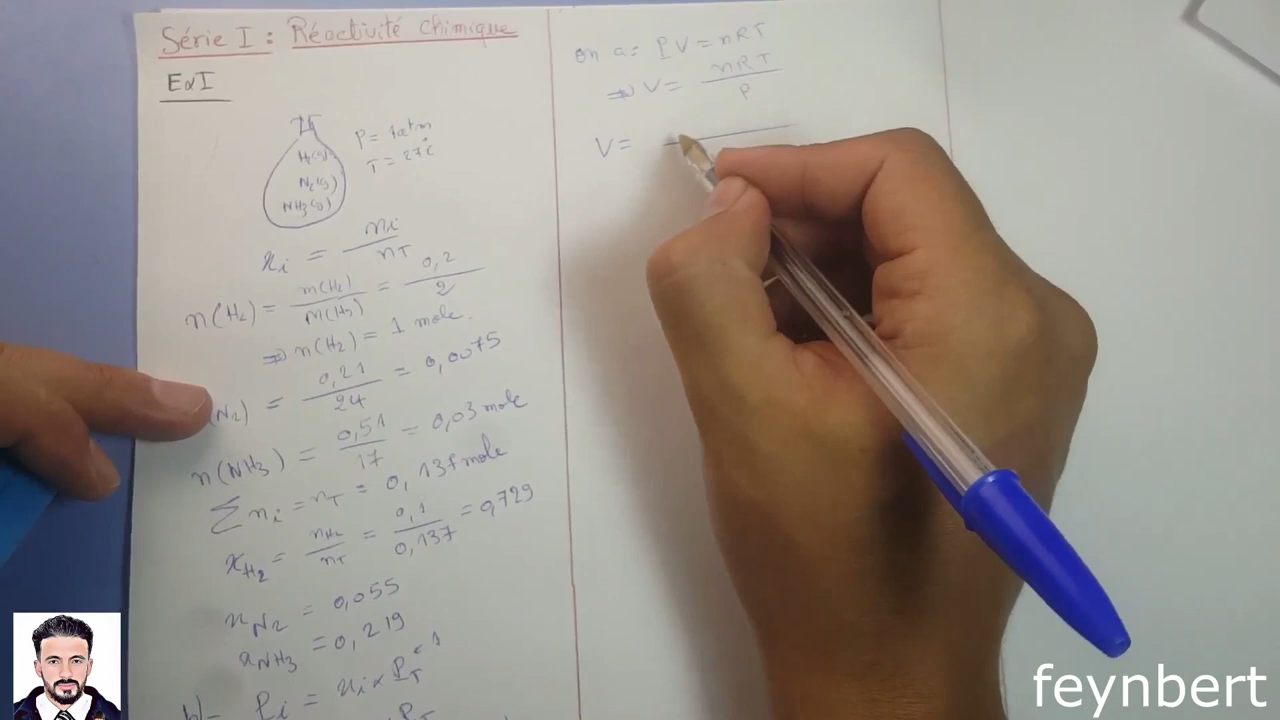 Série I : Réactivité chimique
Ex I
H₂(g)
N₂(g)
NH₃(g)
P = 1atm
T = 27°C
xi = ni / nT
n(H₂) = m(H₂) / M(H₂) = 0,2 / 2
⇒ n(H₂) = 1 mole.
(N₂) = 0,21 / 24 = 0,0075
n(NH₃) = 0,51 / 17 = 0,03 mole
∑ ni = nT = 0,137 mole
xH₂ = nH₂ / nT = 0,1 / 0,137 = 0,729
xN₂ = 0,055
xNH₃ = 0,219
Pi = xi × PT
PT
on a: PV = nRT
⇒ V = nRT / P
V =
feynbert